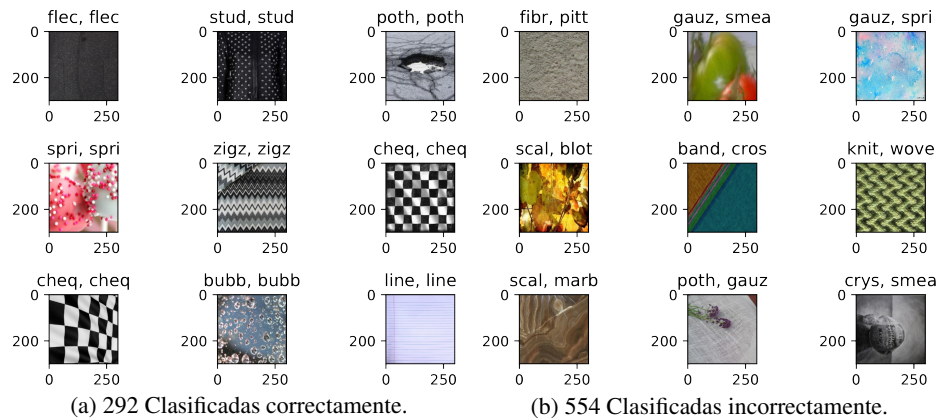 flec, flec
stud, stud
poth, poth
fibr, pitt
gauz, smea
gauz, spri
0
200
0 250
0
200
0 250
0
200
0 250
0
200
0 250
0
200
0 250
0
200
0 250
spri, spri
zigz, zigz
cheq, cheq
scal, blot
band, cros
knit, wove
0
200
0 250
0
200
0 250
0
200
0 250
0
200
0 250
0
200
0 250
0
200
0 250
cheq, cheq
bubb, bubb
line, line
scal, marb
poth, gauz
crys, smea
0
200
0 250
0
200
0 250
0
200
0 250
0
200
0 250
0
200
0 250
0
200
0 250
(a) 292 Clasificadas correctamente.
(b) 554 Clasificadas incorrectamente.